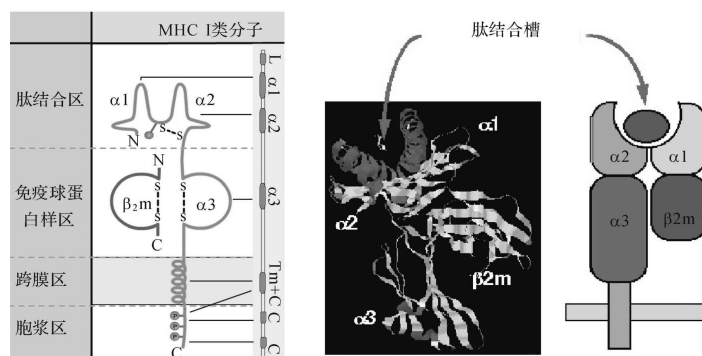 MHC I类分子
肽结合区
免疫球蛋
白样区
跨膜区
胞浆区
α1
α2
S
S
N
N
S
S
S
S
β₂m
α3
C
P
P
P
C
L
α1
α2
α3
Tm+C
C
C
肽结合槽
α1
α2
β2m
α3
α2
α1
α3
β2m